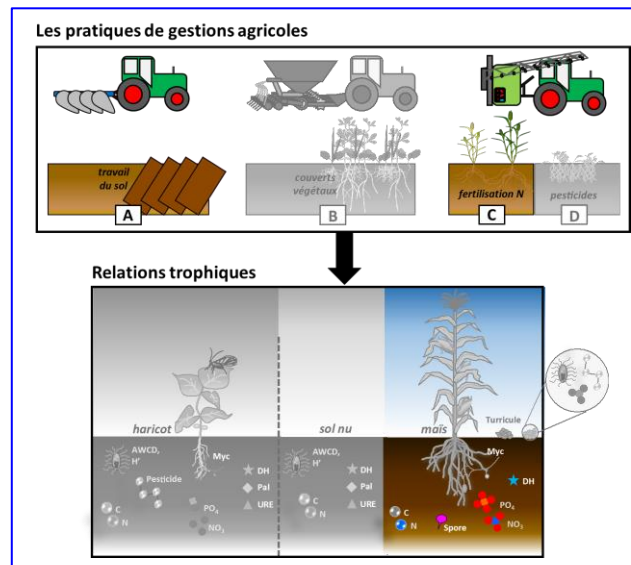 Les pratiques de gestions agricoles
travail
du sol
couverts
végétaux
fertilisation N
pesticides
A
B
C
D
Relations trophiques
haricot
sol nu
maïs
Turricule
AWCD,
H'
Myc
Pesticide
DH
Pal
URE
C
N
PO4
NO3
AWCD,
H'
DH
Pal
URE
C
N
Myc
DH
PO4
NO3
C
N
Spore